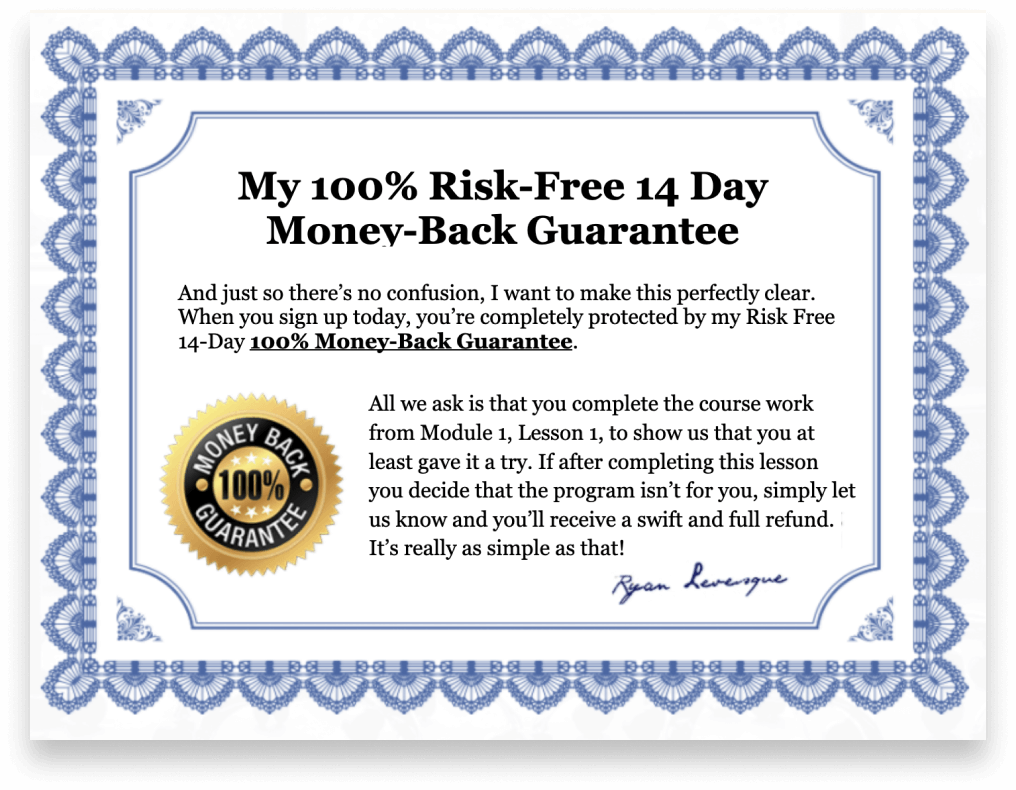 My 100% Risk-Free 14 Day
Money-Back Guarantee
And just so there’s no confusion, I want to make this perfectly clear.
When you sign up today, you’re completely protected by my Risk Free
14-Day 100% Money-Back Guarantee.
MONEY BACK
100%
GUARANTEE
All we ask is that you complete the course work
from Module 1, Lesson 1, to show us that you at
least gave it a try. If after completing this lesson
you decide that the program isn’t for you, simply let
us know and you’ll receive a swift and full refund.
It’s really as simple as that!
Ryan Levesque